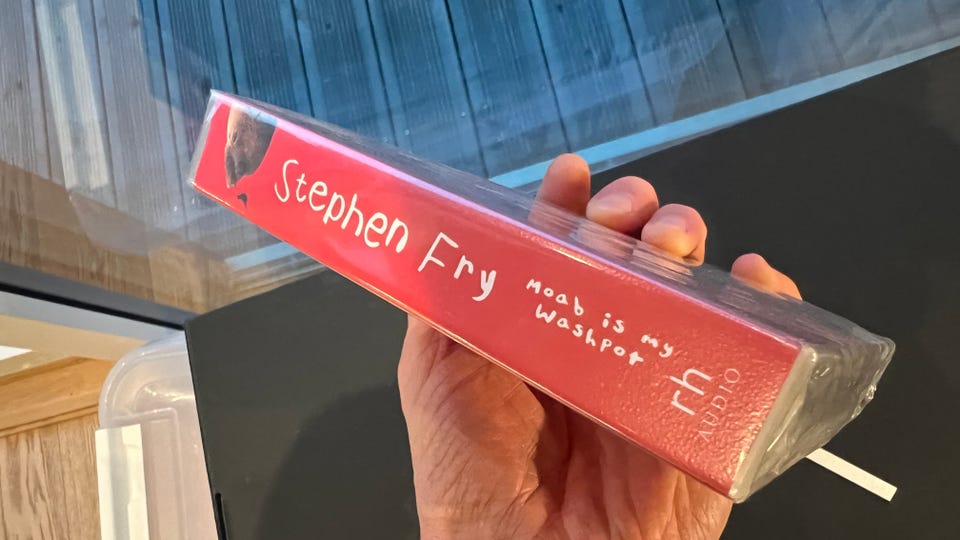 Stephen Fry
Moab is my
Washpot
rh
AUDIO